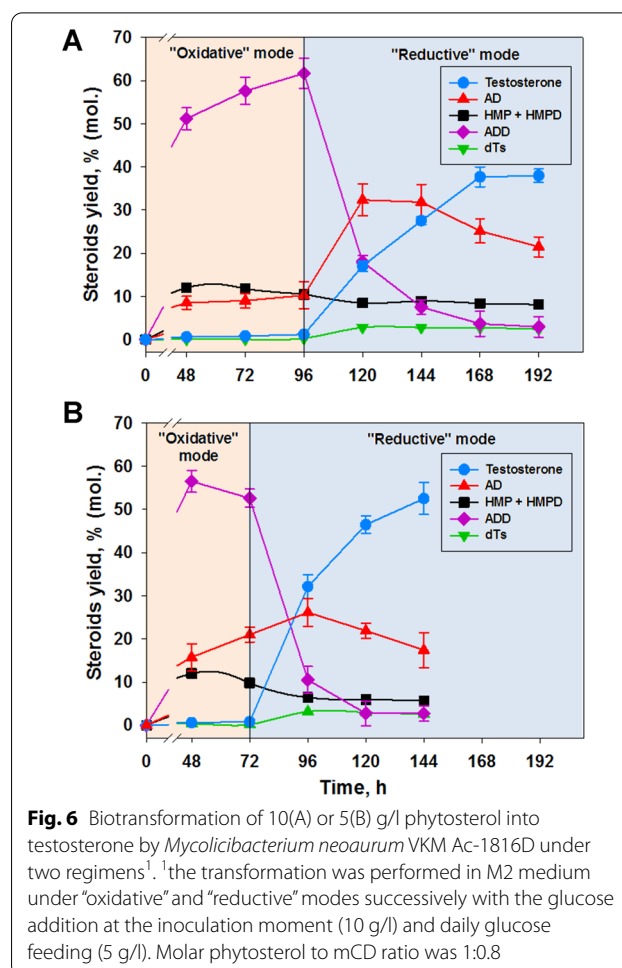 A
"Oxidative" mode
"Reductive" mode
Testosterone
AD
HMP + HMPD
ADD
dTs
Steroids yield, % (mol.)
70
60
50
40
30
20
10
0
0 48 72 96 120 144 168 192
B
"Oxidative"
mode
"Reductive" mode
Testosterone
AD
HMP + HMPD
ADD
dTs
Steroids yield, % (mol.)
70
60
50
40
30
20
10
0
0 48 72 96 120 144 168 192
Time, h
Fig. 6 Biotransformation of 10(A) or 5(B) g/l phytosterol into
testosterone by Mycolicibacterium neoaurum VKM Ac-1816D under
two regimens¹. ¹the transformation was performed in M2 medium
under “oxidative” and “reductive” modes successively with the glucose
addition at the inoculation moment (10 g/l) and daily glucose
feeding (5 g/l). Molar phytosterol to mCD ratio was 1:0.8